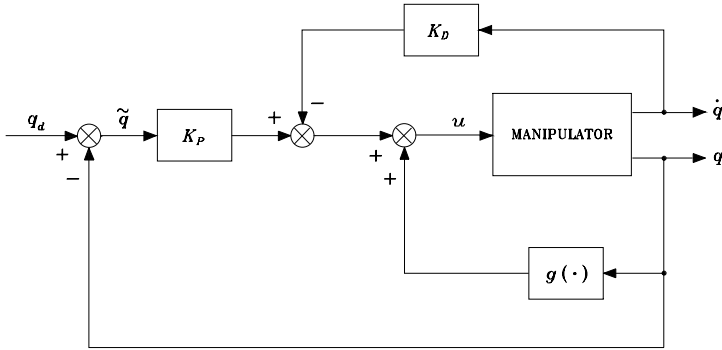 K_D
−
q_d
+
−
q̃
K_P
+
+
+
u
MANIPULATOR
q̇
q
g(·)